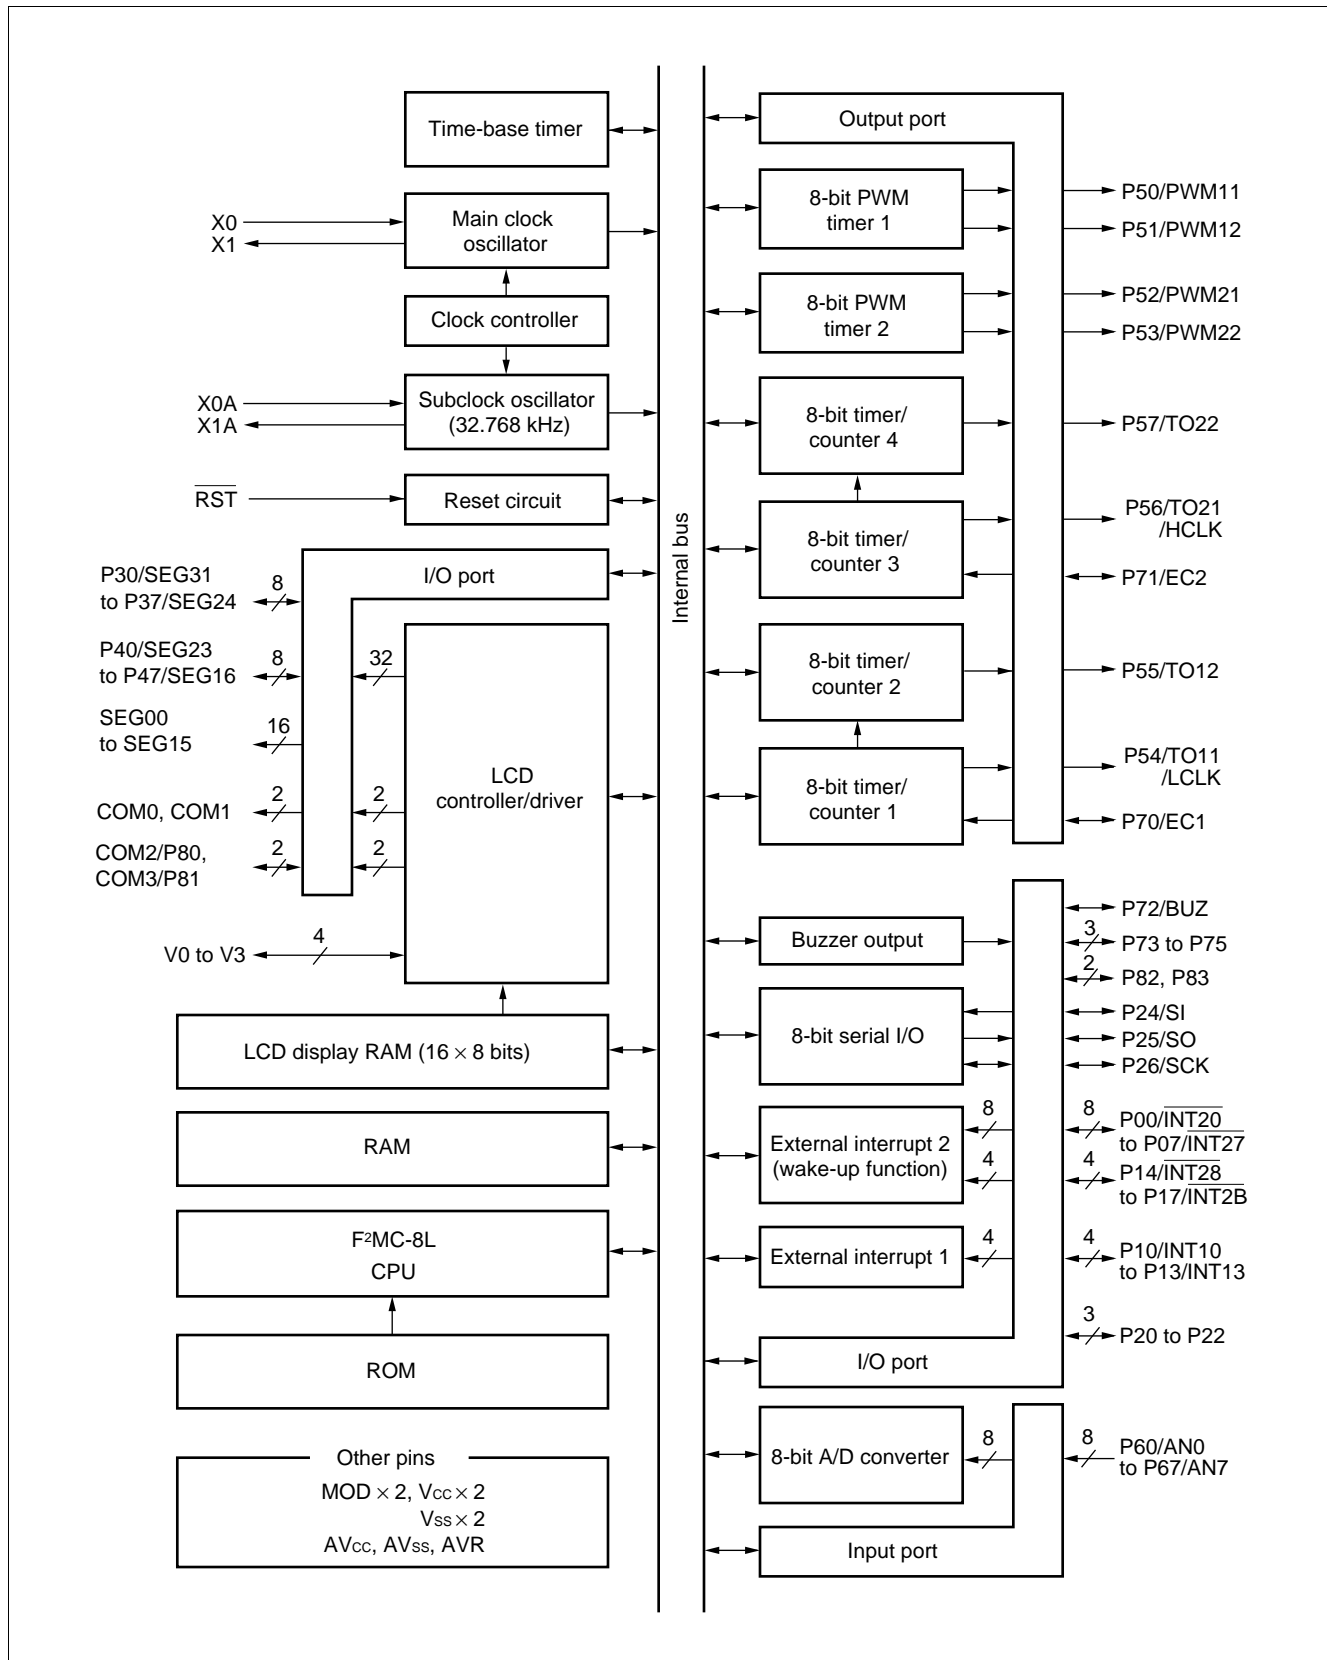 Time-base timer
X0
X1
Main clock
oscillator
Clock controller
X0A
X1A
Subclock oscillator
(32.768 kHz)
RST
Reset circuit
I/O port
P30/SEG31
to P37/SEG24
8
P40/SEG23
to P47/SEG16
8
32
SEG00
to SEG15
16
LCD
controller/driver
COM0, COM1
2
2
COM2/P80,
COM3/P81
2
2
V0 to V3
4
LCD display RAM (16 × 8 bits)
RAM
F²MC-8L
CPU
ROM
Other pins
MOD × 2, VCC × 2
VSS × 2
AVCC, AVSS, AVR
Internal bus
Output port
8-bit PWM
timer 1
P50/PWM11
P51/PWM12
8-bit PWM
timer 2
P52/PWM21
P53/PWM22
8-bit timer/
counter 4
P57/TO22
8-bit timer/
counter 3
P56/TO21
/HCLK
P71/EC2
8-bit timer/
counter 2
P55/TO12
8-bit timer/
counter 1
P54/TO11
/LCLK
P70/EC1
P72/BUZ
Buzzer output
3
P73 to P75
2
P82, P83
8-bit serial I/O
P24/SI
P25/SO
P26/SCK
External interrupt 2
(wake-up function)
8
8
P00/INT20
to P07/INT27
4
4
P14/INT28
to P17/INT2B
External interrupt 1
4
4
P10/INT10
to P13/INT13
3
P20 to P22
I/O port
8-bit A/D converter
8
8
P60/AN0
to P67/AN7
Input port